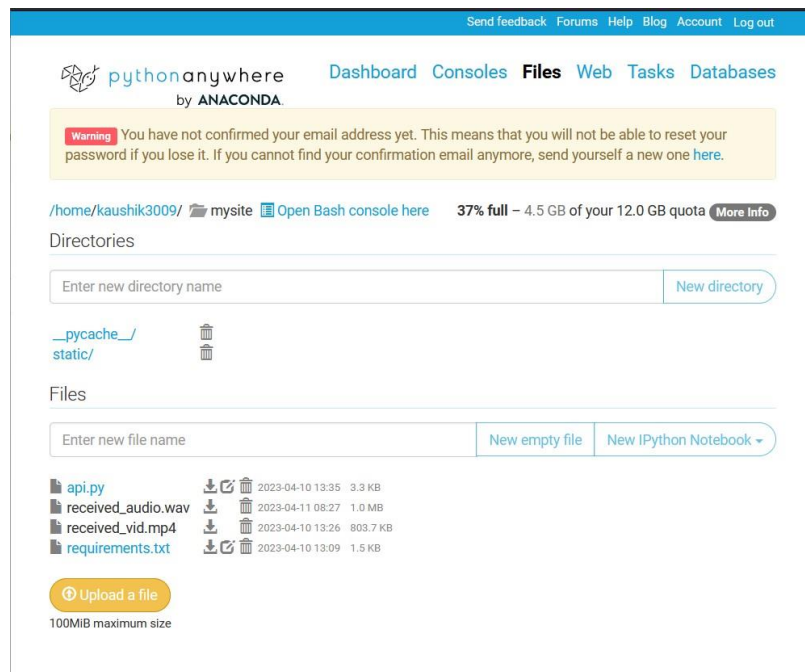 Send feedback Forums Help Blog Account Log out
pythonanywhere
by ANACONDA.
Dashboard Consoles Files Web Tasks Databases
Warning You have not confirmed your email address yet. This means that you will not be able to reset your
password if you lose it. If you cannot find your confirmation email anymore, send yourself a new one here.
/home/kaushik3009/ mysite Open Bash console here 37% full – 4.5 GB of your 12.0 GB quota More Info
Directories
Enter new directory name New directory
__pycache__/
static/
Files
Enter new file name New empty file New IPython Notebook
api.py 2023-04-10 13:35 3.3 KB
received_audio.wav 2023-04-11 08:27 1.0 MB
received_vid.mp4 2023-04-10 13:26 803.7 KB
requirements.txt 2023-04-10 13:09 1.5 KB
Upload a file
100MiB maximum size